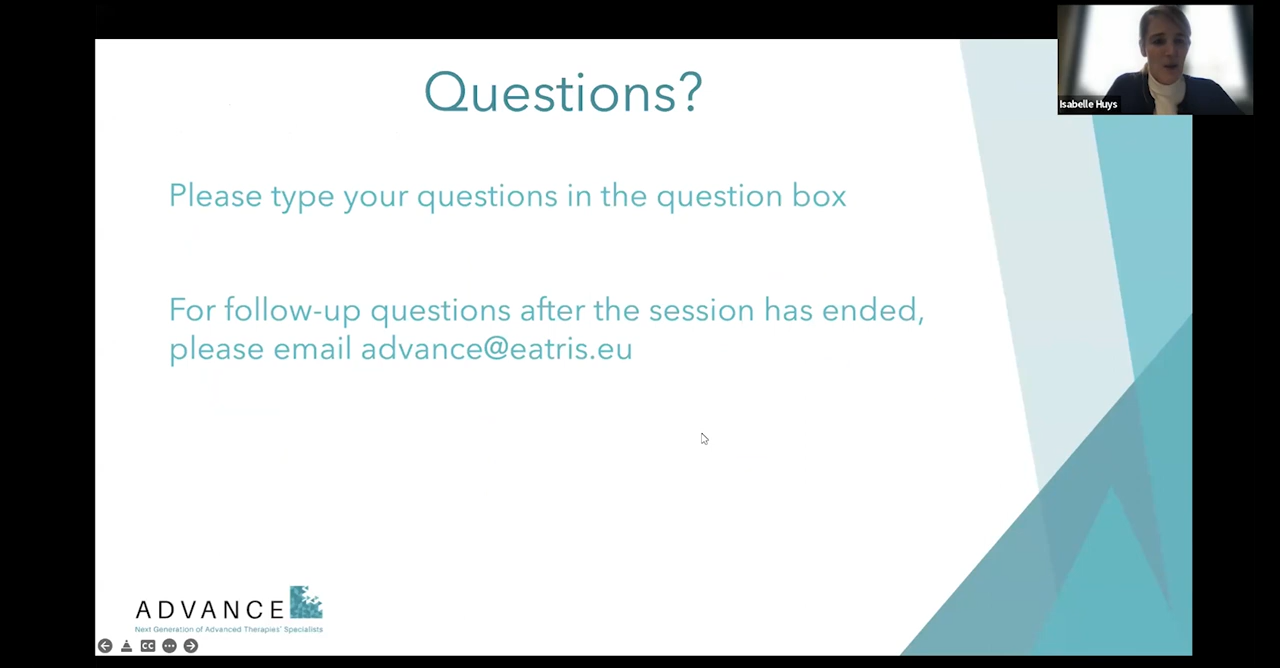 Questions?
Isabelle Huys
Please type your questions in the question box
For follow-up questions after the session has ended,
please email advance@eatris.eu
ADVANCE
Next Generation of Advanced Therapies' Specialists
CC